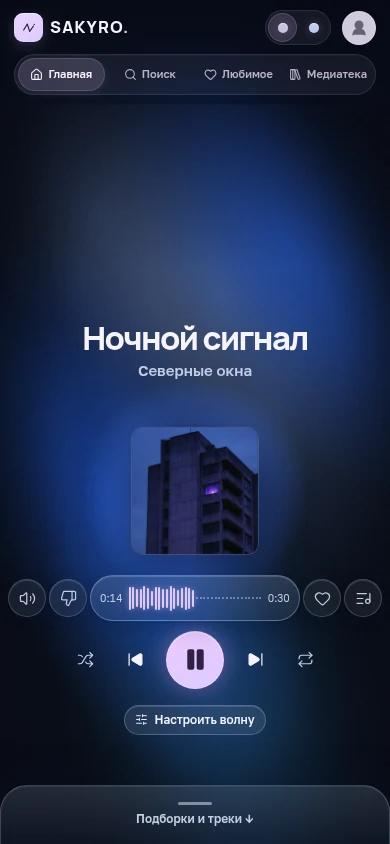 SAKYRO.
Главная
Поиск
Любимое
Медиатека
Ночной сигнал
Северные окна
0:14
0:30
Настроить волну
Подборки и треки ↓